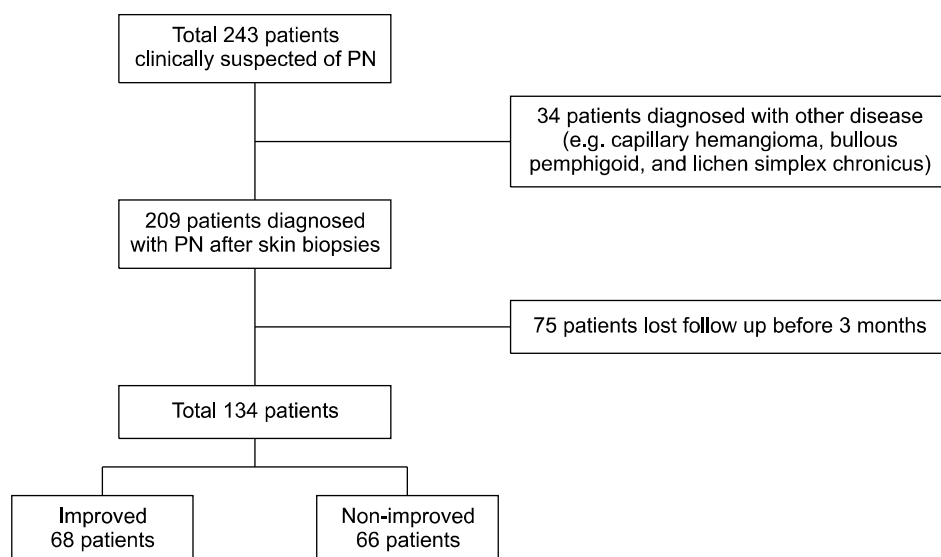 Total 243 patients
clinically suspected of PN
34 patients diagnosed with other disease
(e.g. capillary hemangioma, bullous
pemphigoid, and lichen simplex chronicus)
209 patients diagnosed
with PN after skin biopsies
75 patients lost follow up before 3 months
Total 134 patients
Improved
68 patients
Non-improved
66 patients